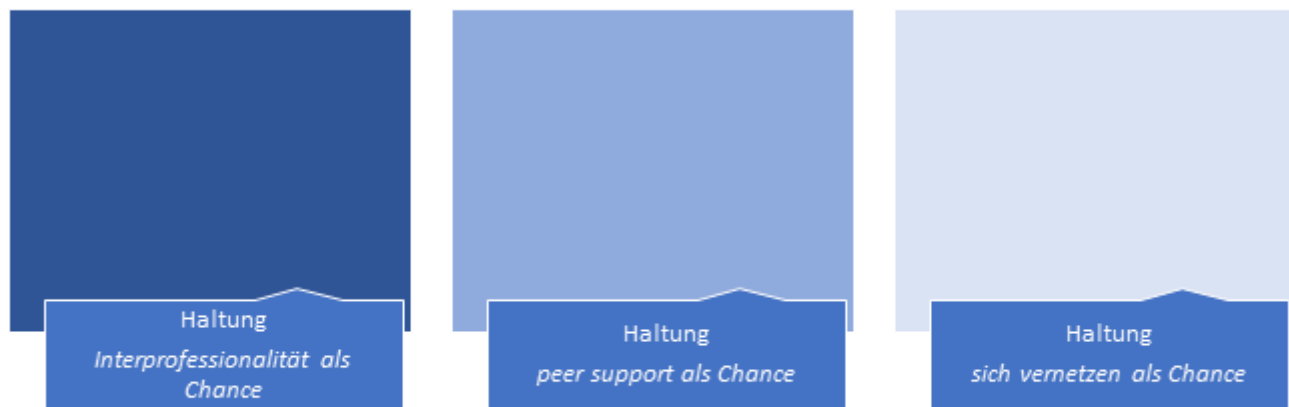 Haltung
Interprofessionalität als
Chance
Haltung
peer support als Chance
Haltung
sich vernetzen als Chance